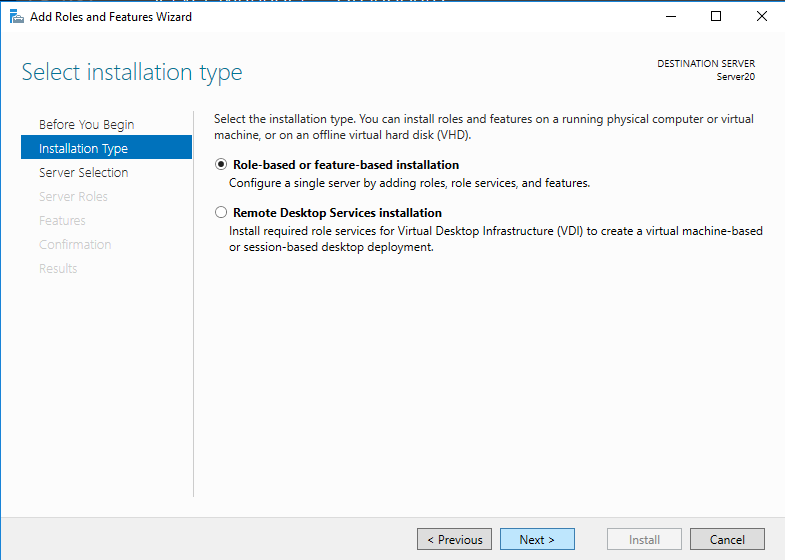 Add Roles and Features Wizard
Select installation type
DESTINATION SERVER
Server20
Before You Begin
Installation Type
Server Selection
Server Roles
Features
Confirmation
Results
Select the installation type. You can install roles and features on a running physical computer or virtual
machine, or on an offline virtual hard disk (VHD).
Role-based or feature-based installation
Configure a single server by adding roles, role services, and features.
Remote Desktop Services installation
Install required role services for Virtual Desktop Infrastructure (VDI) to create a virtual machine-based
or session-based desktop deployment.
< Previous
Next >
Install
Cancel